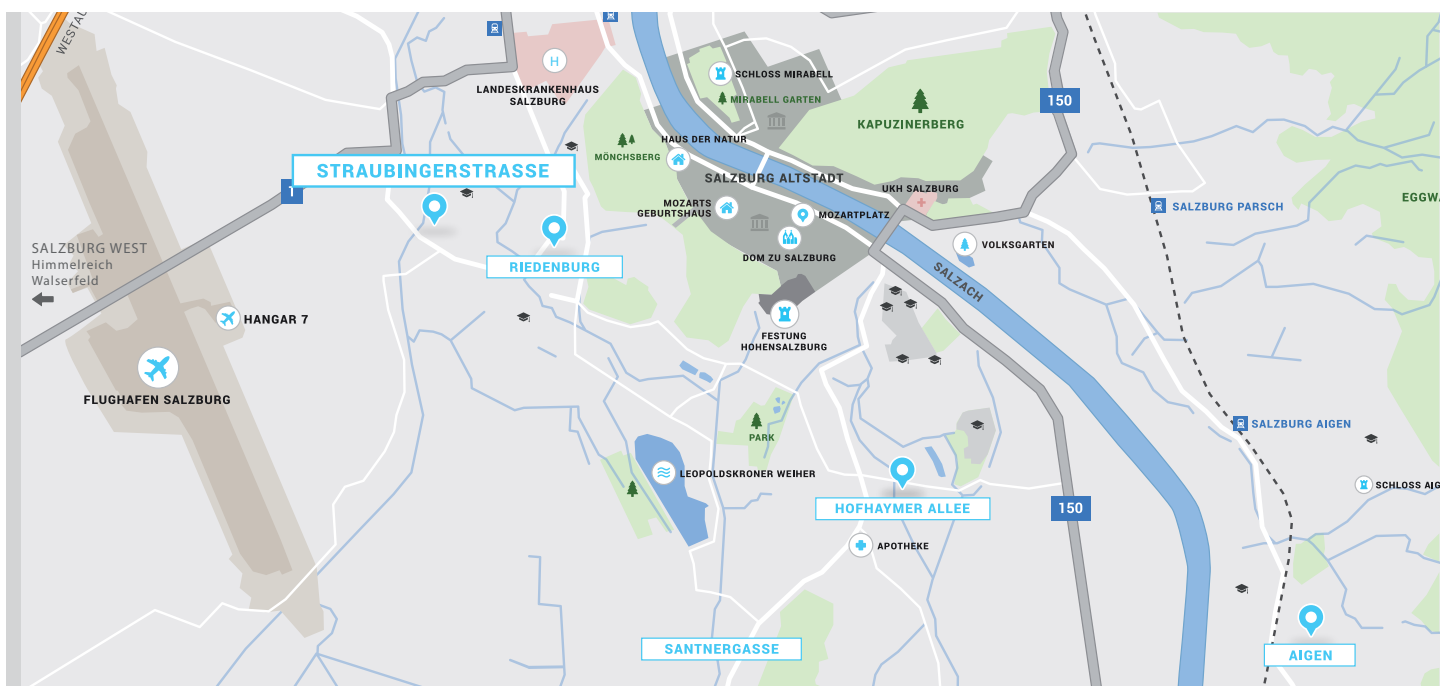 WESTAU
LANDESKRANKENHAUS
SALZBURG
H
SCHLOSS MIRABELL
MIRABELL GARTEN
KAPUZINERBERG
150
HAUS DER NATUR
MÖNCHSBERG
STRAUBINGERSTRASSE
1
SALZBURG ALTSTADT
UKH SALZBURG
EGGWA
SALZBURG PARSCH
MOZARTS
GEBURTSHAUS
MOZARTPLATZ
VOLKSGARTEN
SALZBURG WEST
Himmelreich
Walserfeld
RIEDENBURG
DOM ZU SALZBURG
SALZACH
HANGAR 7
FESTUNG
HOHENSALZBURG
FLUGHAFEN SALZBURG
PARK
SALZBURG AIGEN
LEOPOLDSKRONER WEIHER
SCHLOSS AIG
HOFHAYMER ALLEE
150
APOTHEKE
SANTNERGASSE
AIGEN